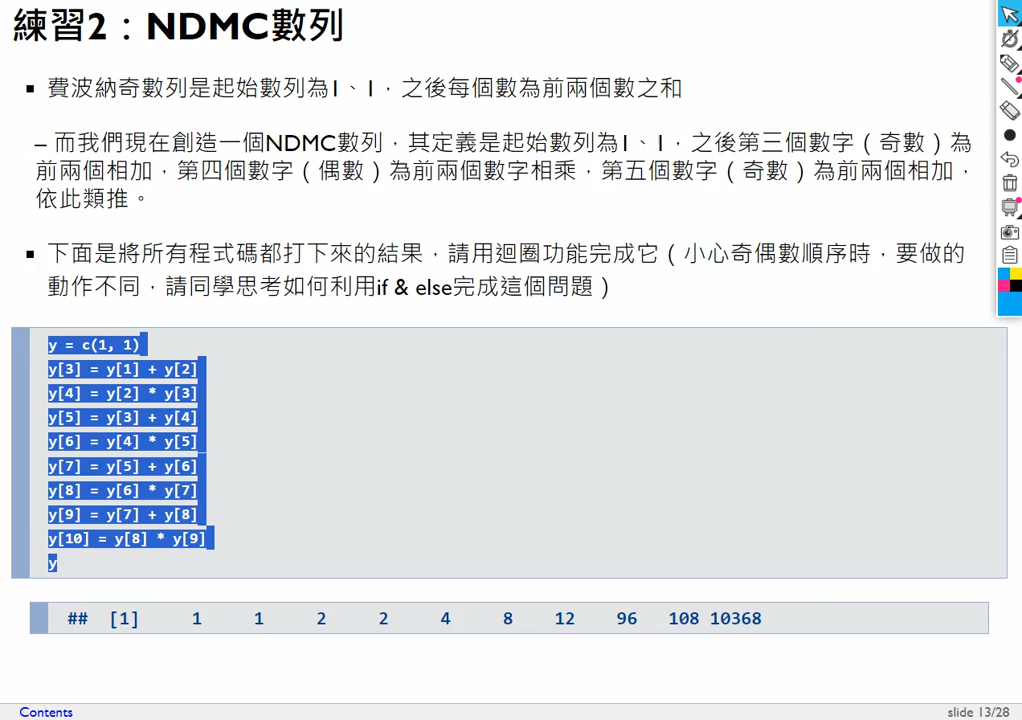 練習2：NDMC數列
費波納奇數列是起始數列為1、1，之後每個數為前兩個數之和
– 而我們現在創造一個NDMC數列，其定義是起始數列為1、1，之後第三個數字（奇數）為
前兩個相加，第四個數字（偶數）為前兩個數字相乘，第五個數字（奇數）為前兩個相加，
依此類推。
下面是將所有程式碼都打下來的結果，請用迴圈功能完成它（小心奇偶數順序時，要做的
動作不同，請同學思考如何利用if & else完成這個問題）
y = c(1, 1)
y[3] = y[1] + y[2]
y[4] = y[2] * y[3]
y[5] = y[3] + y[4]
y[6] = y[4] * y[5]
y[7] = y[5] + y[6]
y[8] = y[6] * y[7]
y[9] = y[7] + y[8]
y[10] = y[8] * y[9]
y
## [1] 1 1 2 2 4 8 12 96 108 10368
Contents
slide 13/28